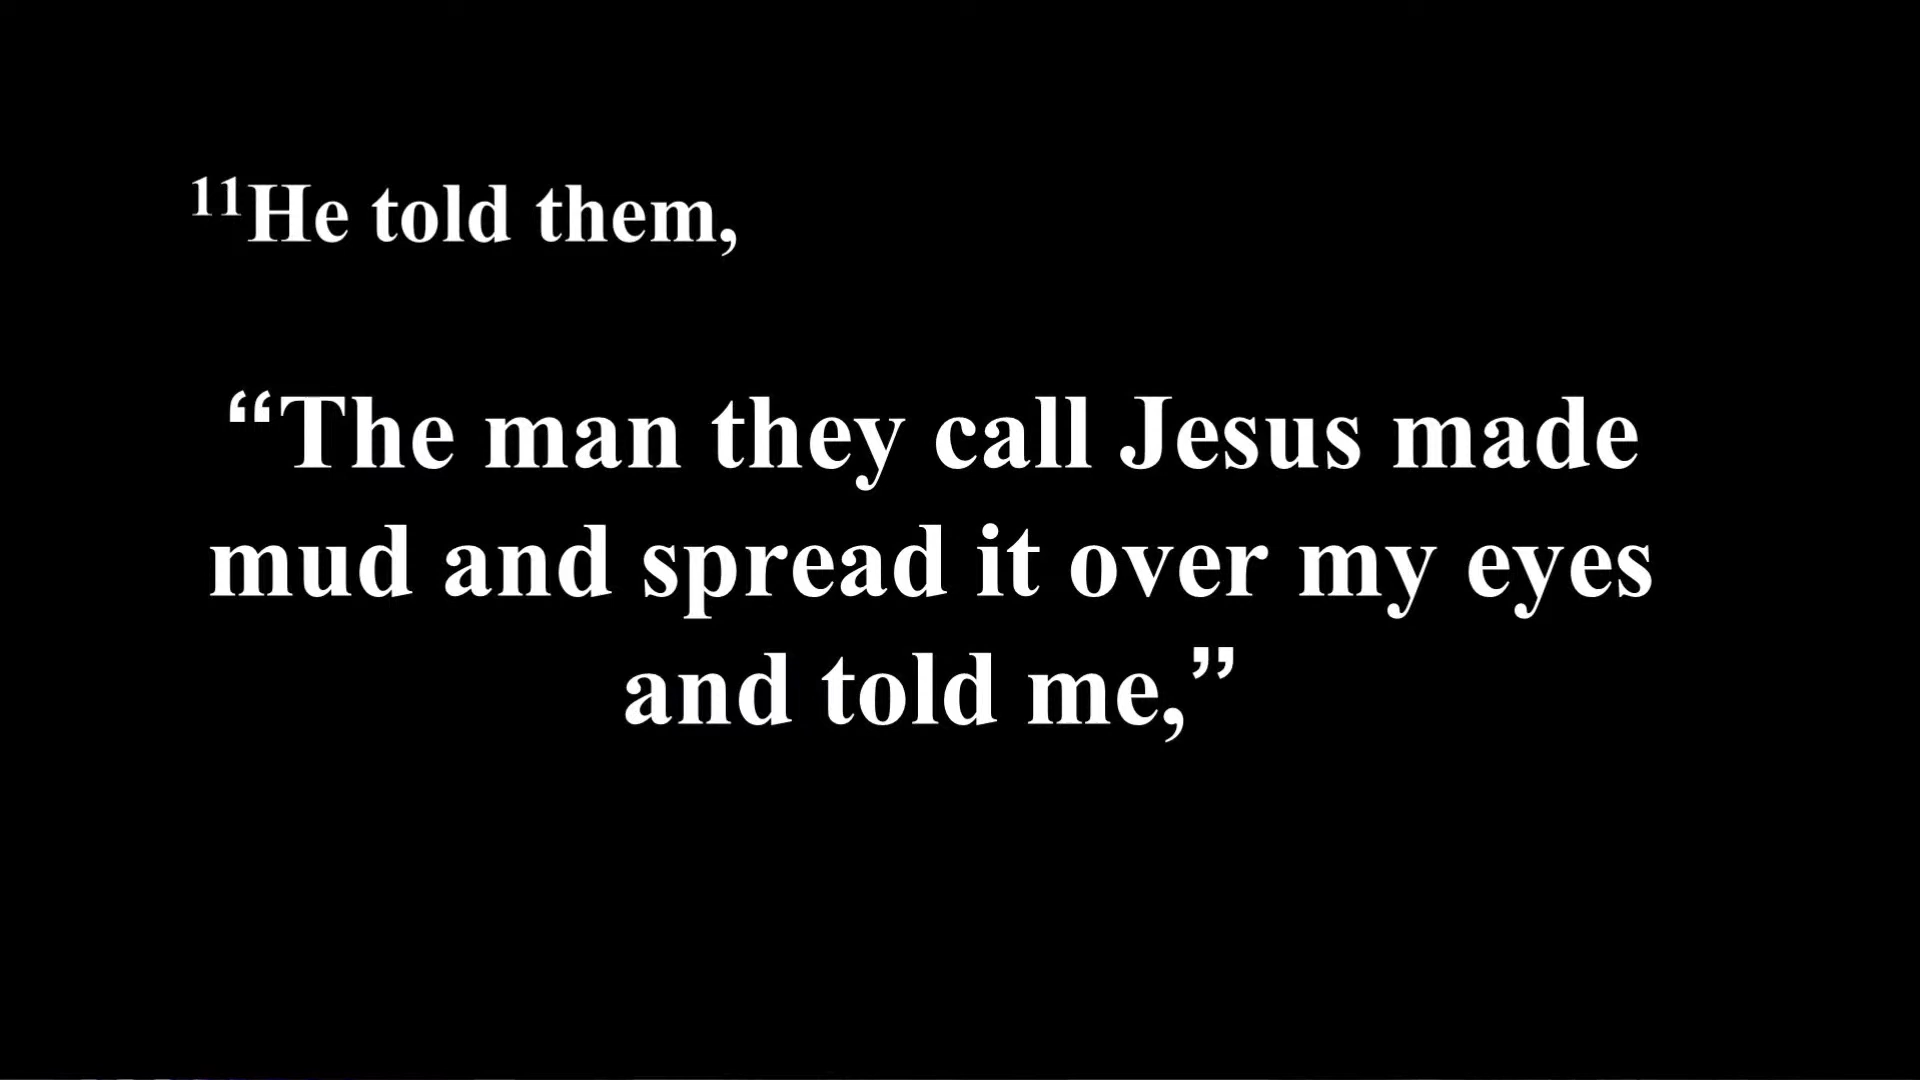 ¹¹He told them,
“The man they call Jesus made
mud and spread it over my eyes
and told me,”